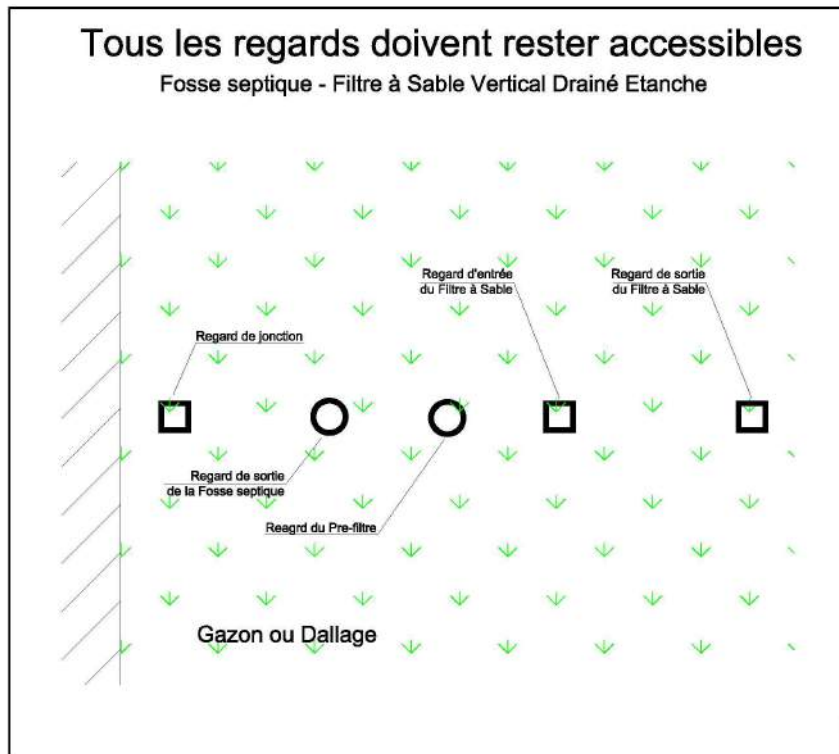 Tous les regards doivent rester accessibles
Fosse septique - Filtre à Sable Vertical Drainé Etanche
Regard d'entrée
du Filtre à Sable
Regard de sortie
du Filtre à Sable
Regard de jonction
Regard de sortie
de la Fosse septique
Reagrd du Pre-filtre
Gazon ou Dallage